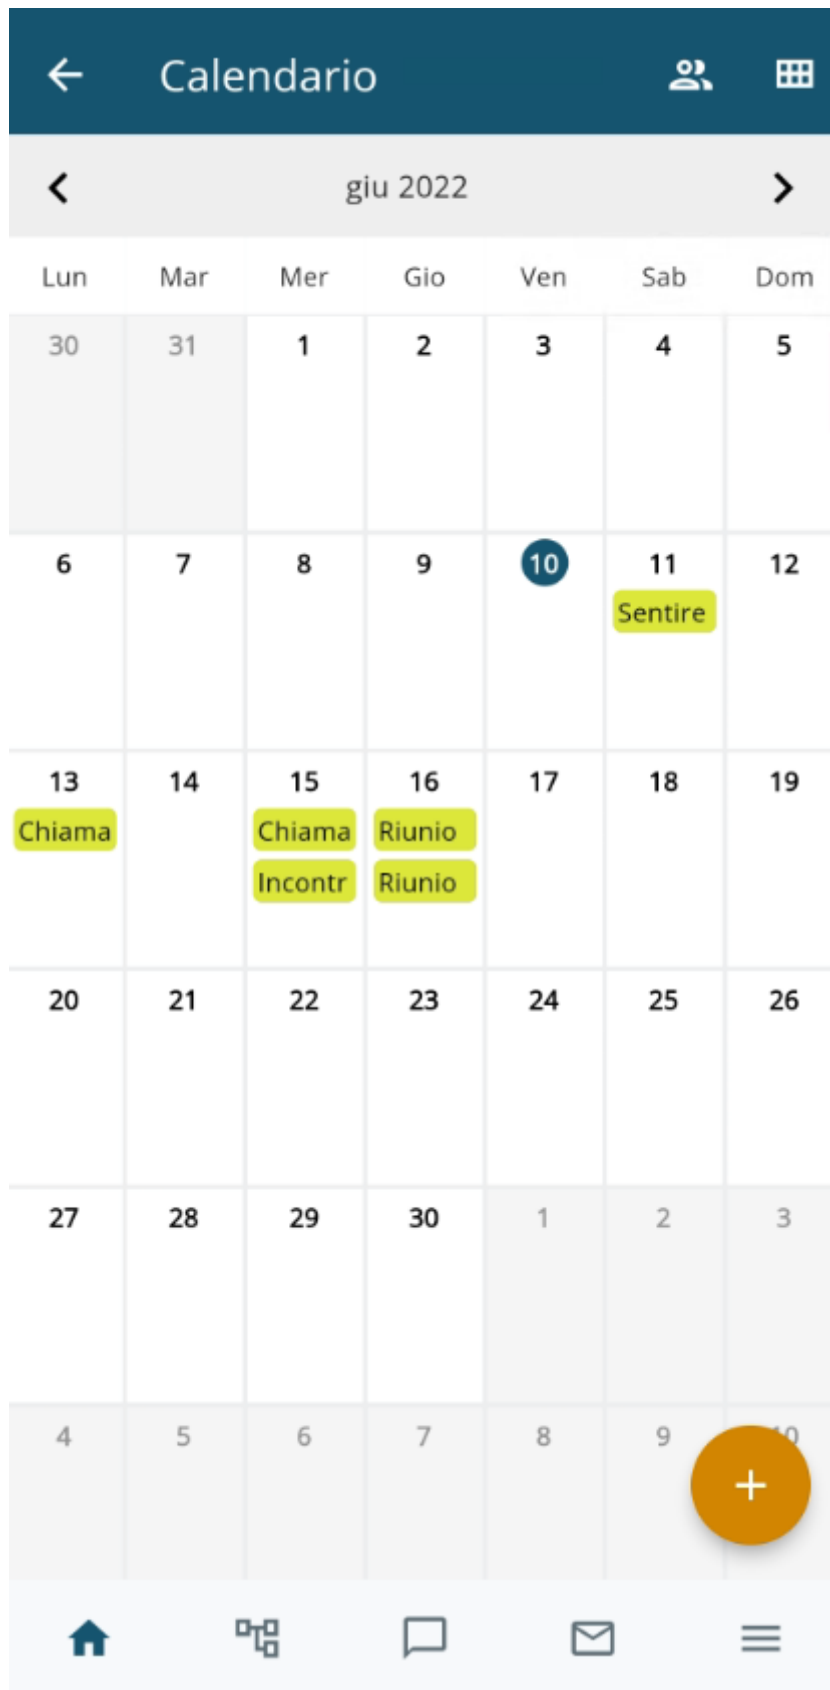 Calendario
giu 2022
Lun Mar Mer Gio Ven Sab Dom
30 31 1 2 3 4 5
6 7 8 9 10 11 12
Sentire
13 14 15 16 17 18 19
Chiama Chiama Riunio
Incontr Riunio
20 21 22 23 24 25 26
27 28 29 30 1 2 3
4 5 6 7 8 9